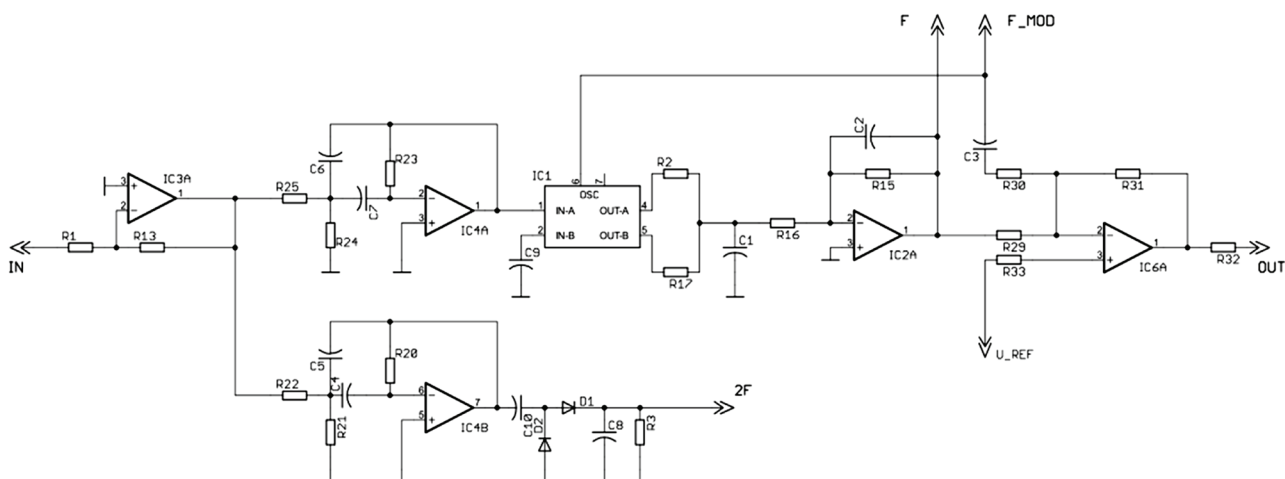 F
F_MOD
C2
R15
C3
R30
R31
R2
IC1
6
7
OSC
1
IN-A
OUT-A
4
2
IN-B
OUT-B
5
R17
C9
C1
R16
2
3
1
IC2A
R29
R33
2
3
1
IC6A
R32
OUT
U_REF
C6
R23
R25
C7
R24
2
3
1
IC4A
3
2
1
IC3A
R1
R13
IN
C5
R20
R22
C4
R21
6
5
7
IC4B
C10
D2
D1
C8
R3
2F